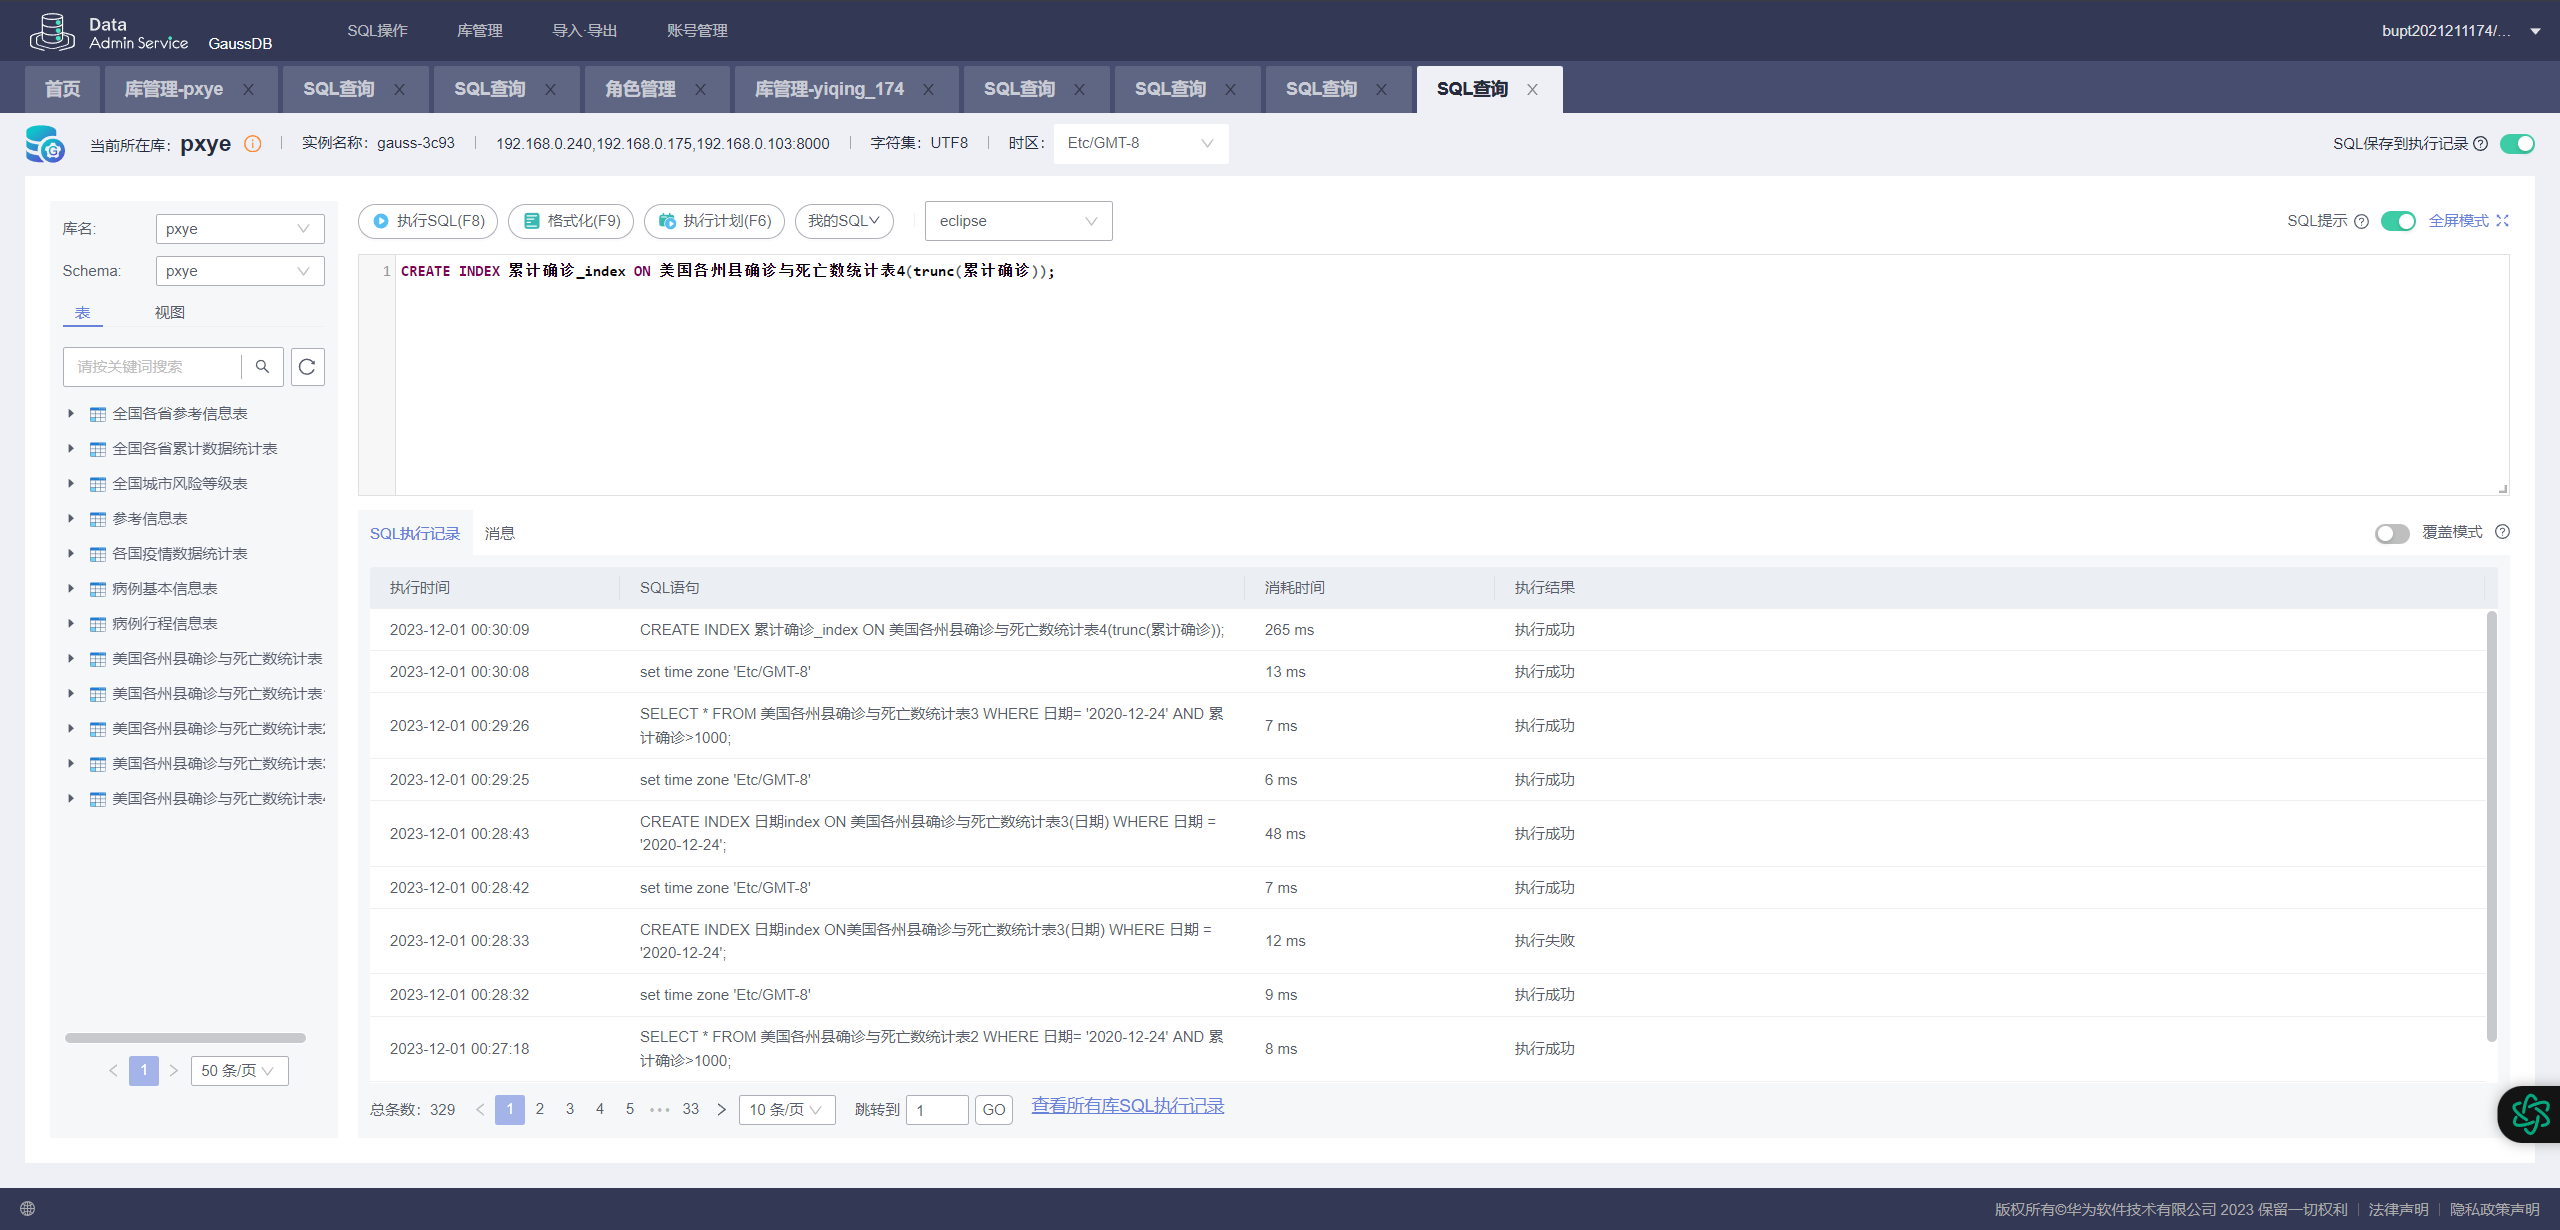 Data
Admin Service GaussDB
SQL操作 库管理 导入·导出 账号管理
bupt2021211174/...
首页 库管理-pxye SQL查询 SQL查询 角色管理 库管理-yiqing_174 SQL查询 SQL查询 SQL查询 SQL查询
当前所在库: pxye 实例名称: gauss-3c93 192.168.0.240,192.168.0.175,192.168.0.103:8000 字符集: UTF8 时区: Etc/GMT-8
SQL保存到执行记录
库名: pxye
Schema: pxye
表 视图
请按关键词搜索
全国各省参考信息表
全国各省累计数据统计表
全国城市风险等级表
参考信息表
各国疫情数据统计表
病例基本信息表
病例行程信息表
美国各州县确诊与死亡数统计表
美国各州县确诊与死亡数统计表
美国各州县确诊与死亡数统计表2
美国各州县确诊与死亡数统计表3
美国各州县确诊与死亡数统计表4
1 50 条/页
执行SQL(F8) 格式化(F9) 执行计划(F6) 我的SQL eclipse
SQL提示 全屏模式
1 CREATE INDEX 累计确诊_index ON 美国各州县确诊与死亡数统计表4(trunc(累计确诊));
SQL执行记录 消息
覆盖模式
执行时间 SQL语句 消耗时间 执行结果
2023-12-01 00:30:09 CREATE INDEX 累计确诊_index ON 美国各州县确诊与死亡数统计表4(trunc(累计确诊)); 265 ms 执行成功
2023-12-01 00:30:08 set time zone 'Etc/GMT-8' 13 ms 执行成功
2023-12-01 00:29:26 SELECT * FROM 美国各州县确诊与死亡数统计表3 WHERE 日期= '2020-12-24' AND 累
计确诊>1000; 7 ms 执行成功
2023-12-01 00:29:25 set time zone 'Etc/GMT-8' 6 ms 执行成功
2023-12-01 00:28:43 CREATE INDEX 日期index ON 美国各州县确诊与死亡数统计表3(日期) WHERE 日期 =
'2020-12-24'; 48 ms 执行成功
2023-12-01 00:28:42 set time zone 'Etc/GMT-8' 7 ms 执行成功
2023-12-01 00:28:33 CREATE INDEX 日期index ON美国各州县确诊与死亡数统计表3(日期) WHERE 日期 =
'2020-12-24'; 12 ms 执行失败
2023-12-01 00:28:32 set time zone 'Etc/GMT-8' 9 ms 执行成功
2023-12-01 00:27:18 SELECT * FROM 美国各州县确诊与死亡数统计表2 WHERE 日期= '2020-12-24' AND 累
计确诊>1000; 8 ms 执行成功
总条数: 329 1 2 3 4 5 ••• 33 10 条/页 跳转到 1 GO 查看所有库SQL执行记录
版权所有©华为软件技术有限公司 2023 保留一切权利 法律声明 隐私政策声明